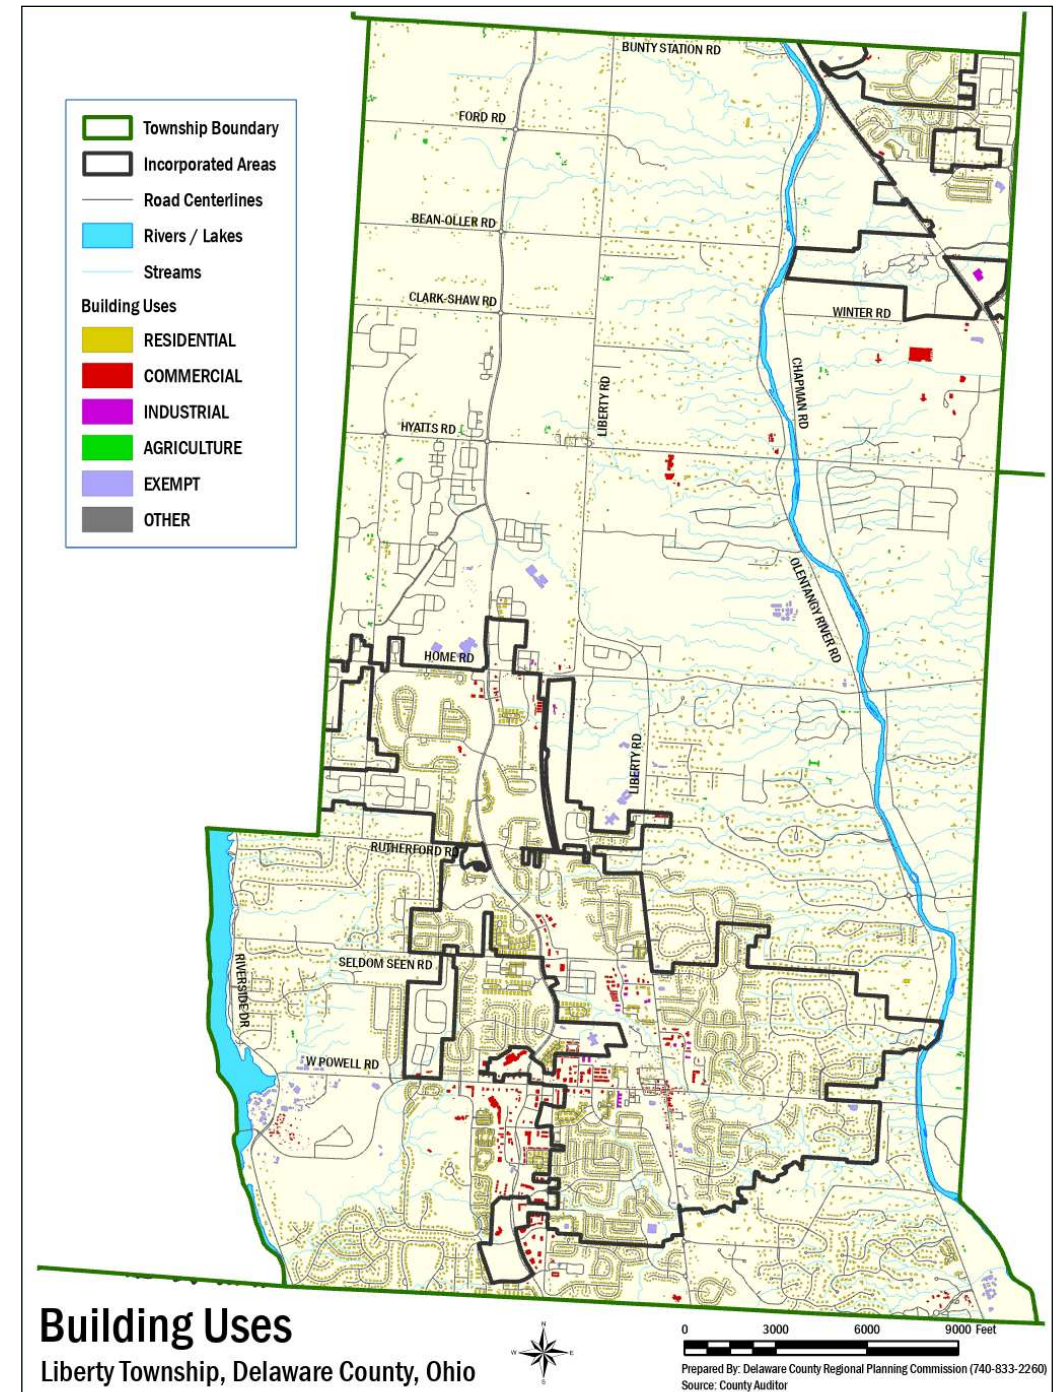 BUNTY STATION RD
FORD RD
Township Boundary
Incorporated Areas
Road Centerlines
Rivers / Lakes
Streams
Building Uses
RESIDENTIAL
COMMERCIAL
INDUSTRIAL
AGRICULTURE
EXEMPT
OTHER
BEAN-OLLER RD
CLARK-SHAW RD
WINTER RD
CHAPMAN RD
LIBERTY RD
HYATTS RD
OLENTANGY RIVER RD
HOME RD
LIBERTY RD
RUTHERFORD RD
SELDOM SEEN RD
RIVERSIDE DR
W POWELL RD
Building Uses
Liberty Township, Delaware County, Ohio
N
W
E
S
0 3000 6000 9000 Feet
Prepared By: Delaware County Regional Planning Commission (740-833-2260)
Source: County Auditor